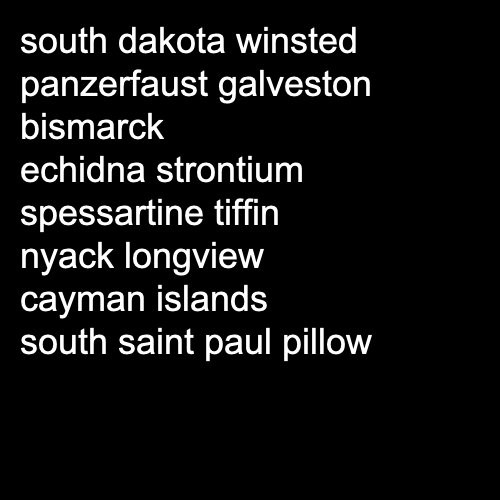 south dakota winsted
panzerfaust galveston
bismarck
echidna strontium
spessartine tiffin
nyack longview
cayman islands
south saint paul pillow